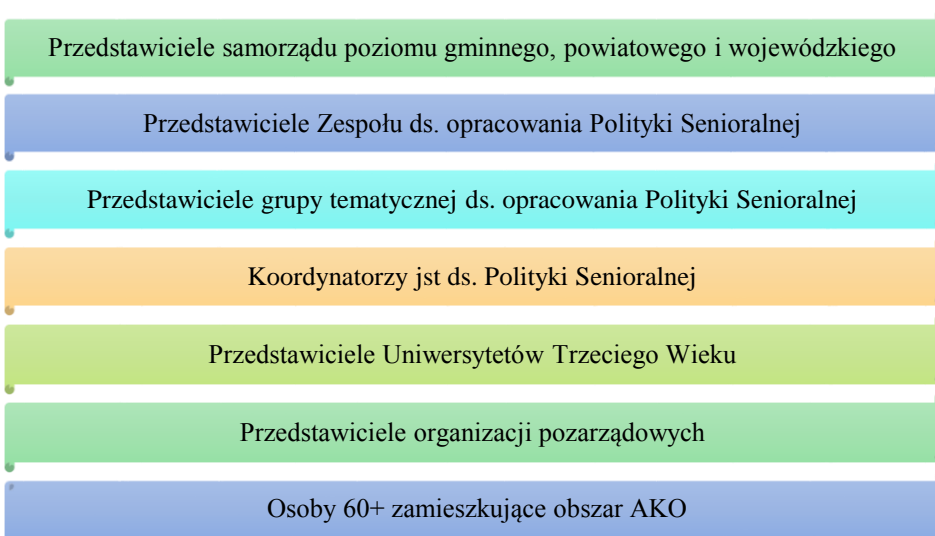 Przedstawiciele samorządu poziomu gminnego, powiatowego i wojewódzkiego
Przedstawiciele Zespołu ds. opracowania Polityki Senioralnej
Przedstawiciele grupy tematycznej ds. opracowania Polityki Senioralnej
Koordynatorzy jst ds. Polityki Senioralnej
Przedstawiciele Uniwersytetów Trzeciego Wieku
Przedstawiciele organizacji pozarządowych
Osoby 60+ zamieszkujące obszar AKO